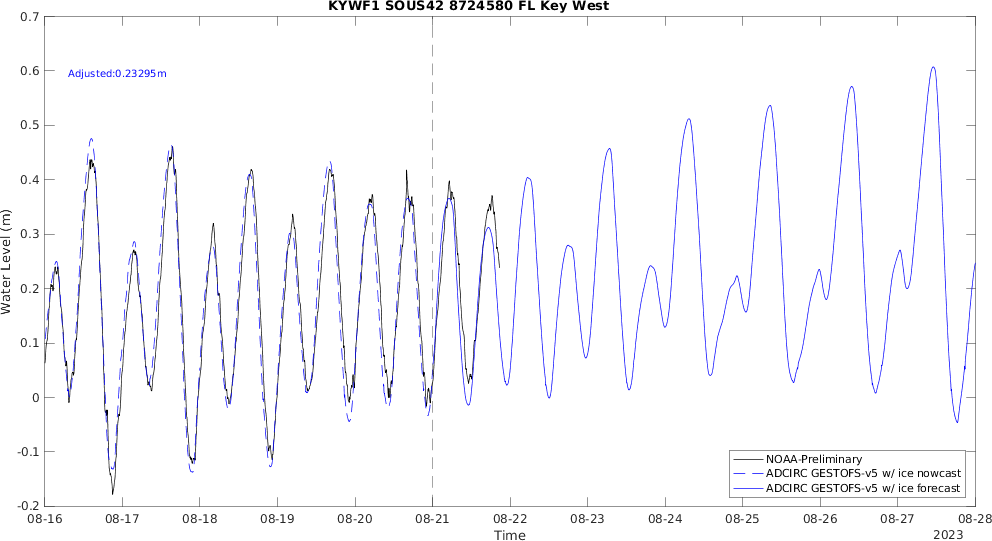 KYWF1 SOUS42 8724580 FL Key West
0.7
0.6
0.5
0.4
0.3
0.2
0.1
0
-0.1
-0.2
Water Level (m)
Adjusted:0.23295m
NOAA-Preliminary
ADCIRC GESTOFS-v5 w/ ice nowcast
ADCIRC GESTOFS-v5 w/ ice forecast
08-16 08-17 08-18 08-19 08-20 08-21 08-22 08-23 08-24 08-25 08-26 08-27 08-28
Time
2023